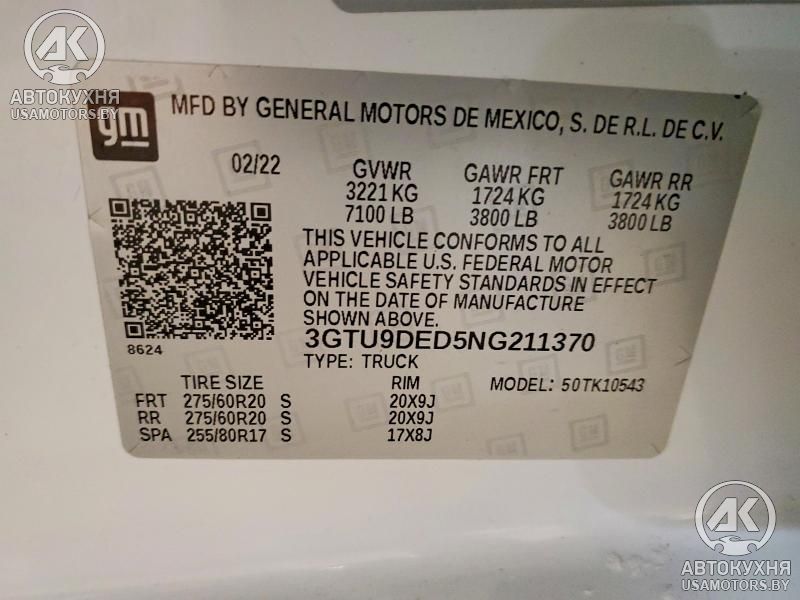 AK
АВТОКУХНЯ
USAMOTORS.BY
gm
MFD BY GENERAL MOTORS DE MEXICO, S. DE R.L. DE C.V.
02/22 GVWR GAWR FRT GAWR RR
3221 KG 1724 KG 1724 KG
7100 LB 3800 LB 3800 LB
THIS VEHICLE CONFORMS TO ALL
APPLICABLE U.S. FEDERAL MOTOR
VEHICLE SAFETY STANDARDS IN EFFECT
ON THE DATE OF MANUFACTURE
SHOWN ABOVE.
8624
3GTU9DED5NG211370
TYPE: TRUCK
TIRE SIZE RIM MODEL: 50TK10543
FRT 275/60R20 S 20X9J
RR 275/60R20 S 20X9J
SPA 255/80R17 S 17X8J
AK
АВТОКУХНЯ
USAMOTORS.BY